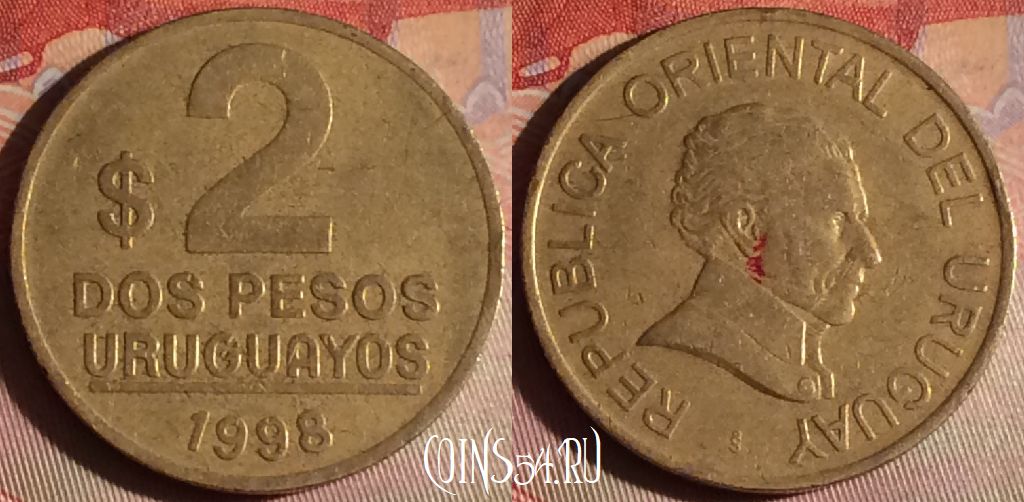 $ 2
DOS PESOS
URUGUAYOS
1998
REPUBLICA ORIENTAL DEL URUGUAY
COINS54.RU